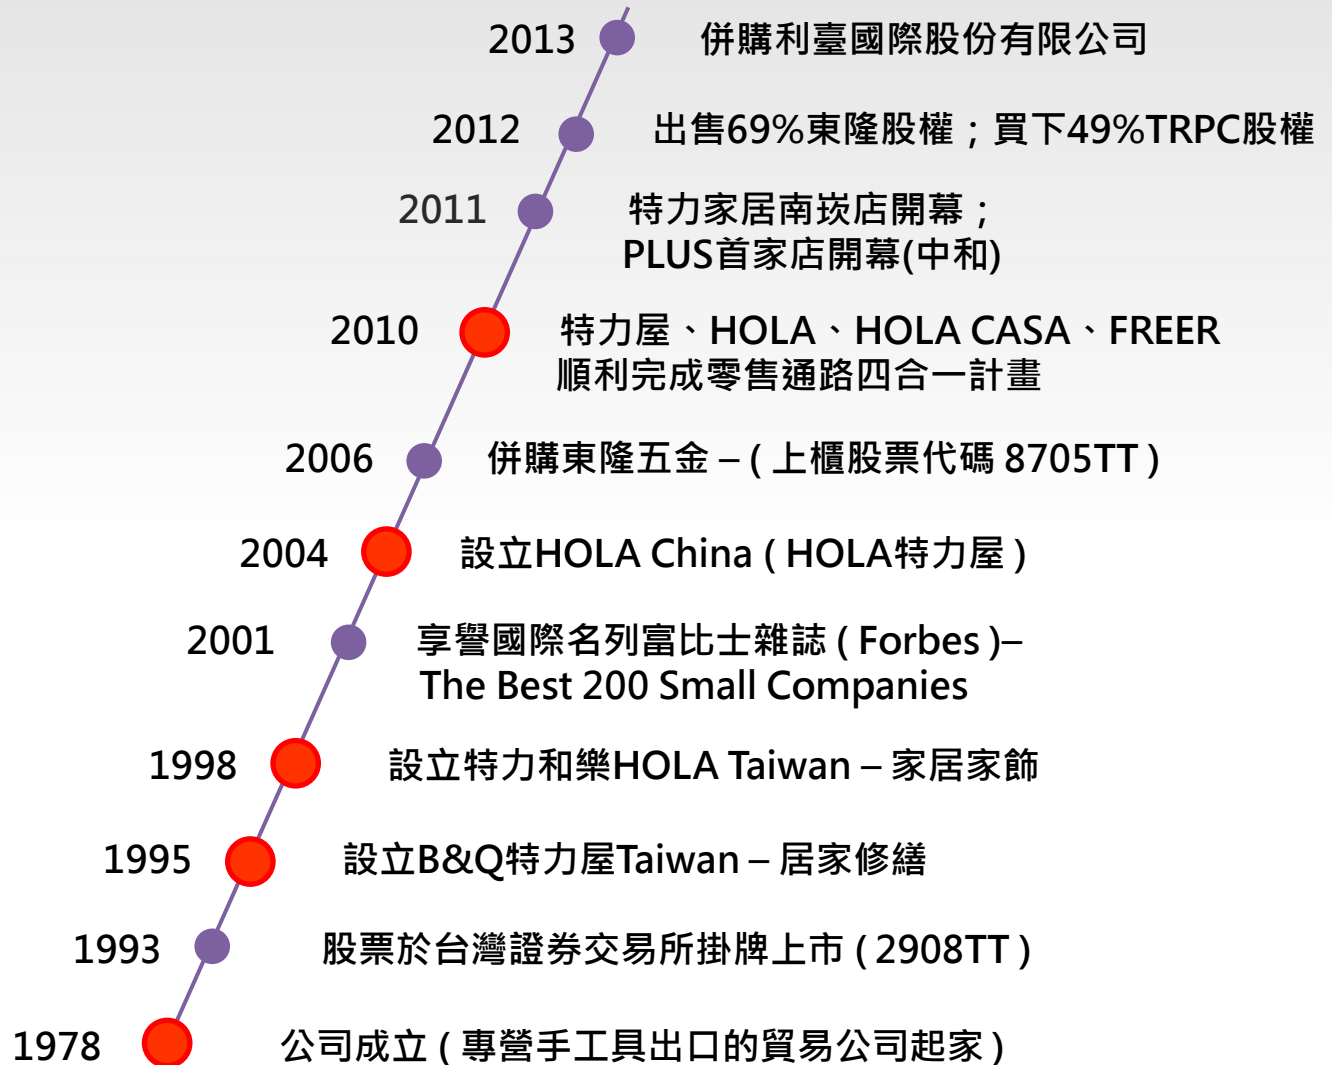 2013 併購利臺國際股份有限公司
2012 出售69%東隆股權；買下49%TRPC股權
2011 特力家居南崁店開幕；
PLUS首家店開幕(中和)
2010 特力屋、HOLA、HOLA CASA、FREER
順利完成零售通路四合一計畫
2006 併購東隆五金 – ( 上櫃股票代碼 8705TT )
2004 設立HOLA China ( HOLA特力屋 )
2001 享譽國際名列富比士雜誌 ( Forbes )–
The Best 200 Small Companies
1998 設立特力和樂HOLA Taiwan – 家居家飾
1995 設立B&Q特力屋Taiwan – 居家修繕
1993 股票於台灣證券交易所掛牌上市 ( 2908TT )
1978 公司成立 ( 專營手工具出口的貿易公司起家 )